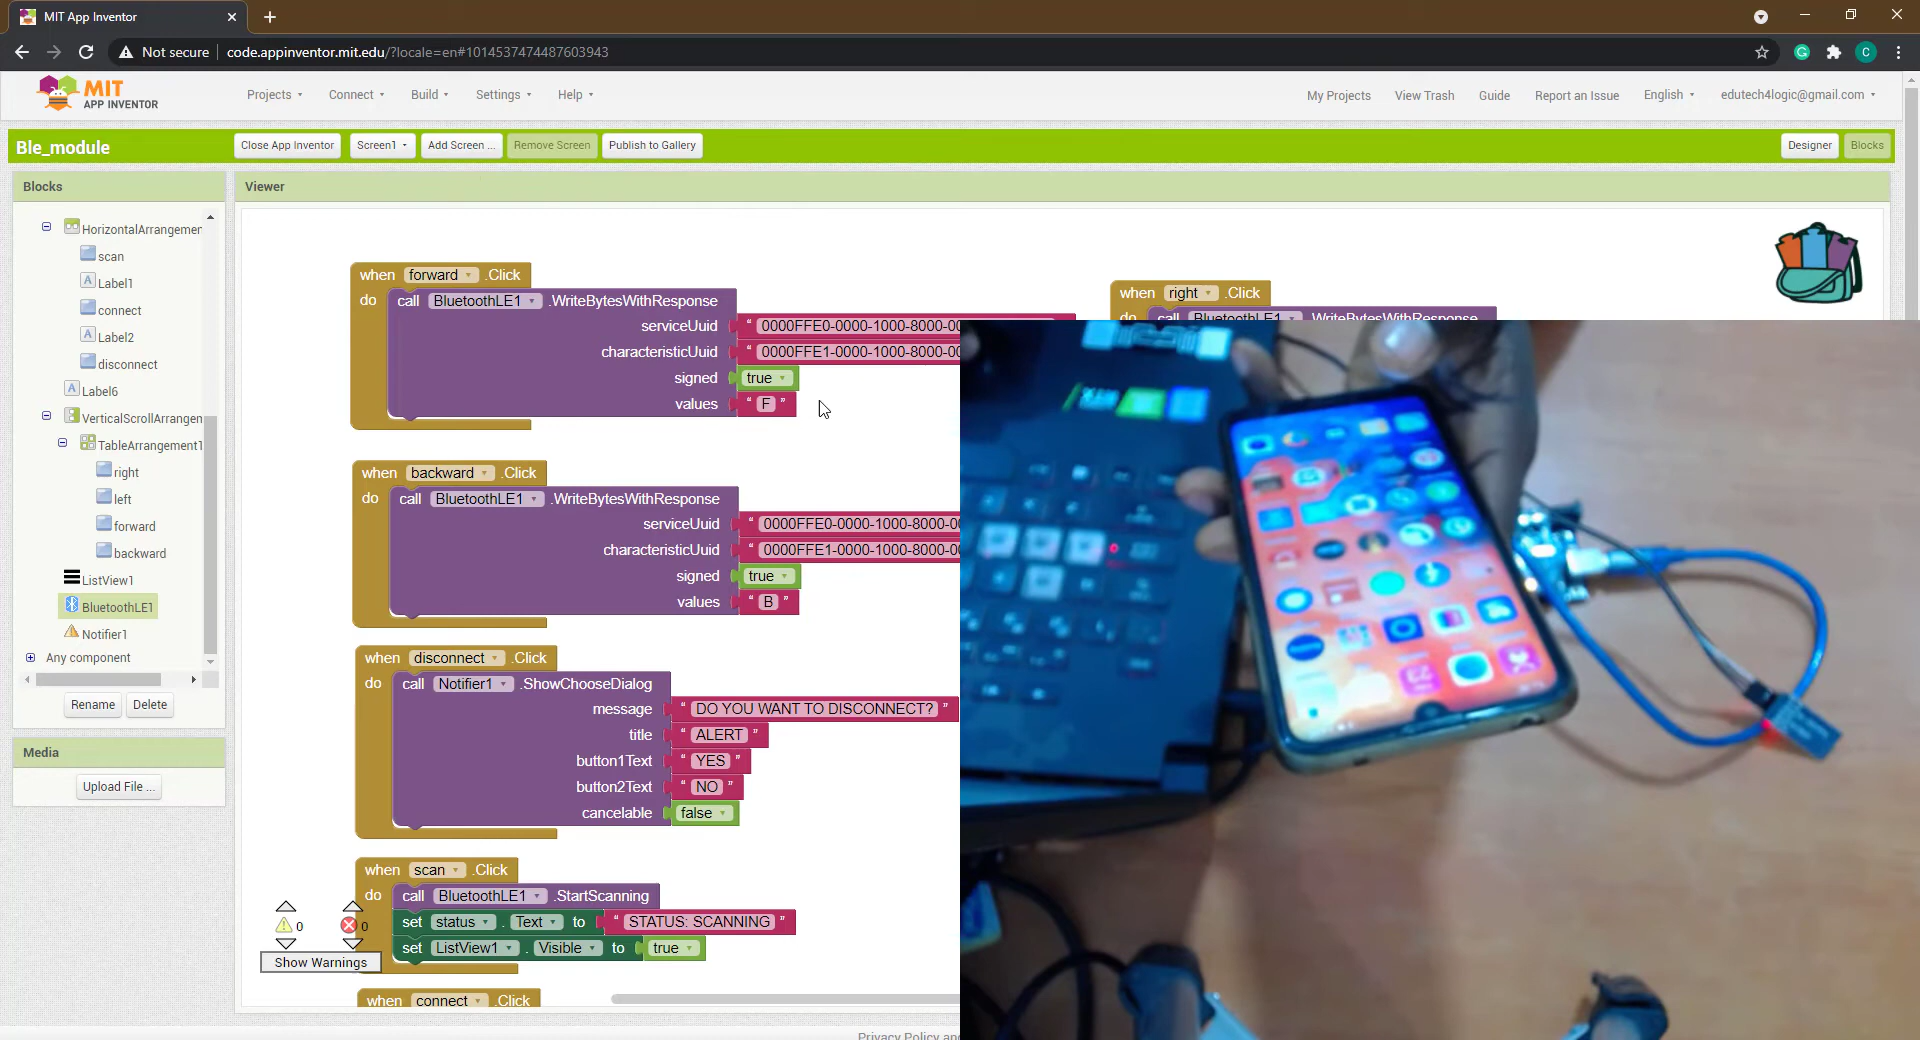 MIT App Inventor
Not secure
code.appinventor.mit.edu/?locale=en#1014537474487603943
C
MIT
APP INVENTOR
Projects
Connect
Build
Settings
Help
My Projects
View Trash
Guide
Report an Issue
English
edutech4logic@gmail.com
Ble_module
Close App Inventor
Screen1
Add Screen ...
Remove Screen
Publish to Gallery
Designer
Blocks
Blocks
HorizontalArrangemen
scan
A Label1
connect
A Label2
disconnect
A Label6
VerticalScrollArrangen
TableArrangement1
right
left
forward
backward
ListView1
BluetoothLE1
Notifier1
Any component
Rename
Delete
Media
Upload File ...
Viewer
when forward .Click
do call BluetoothLE1 .WriteBytesWithResponse
serviceUuid “ 0000FFE0-0000-1000-8000-00
characteristicUuid “ 0000FFE1-0000-1000-8000-00
signed true
values “ F ”
when right .Click
do call BluetoothLE1 .WriteBytesWithResponse
when backward .Click
do call BluetoothLE1 .WriteBytesWithResponse
serviceUuid “ 0000FFE0-0000-1000-8000-00
characteristicUuid “ 0000FFE1-0000-1000-8000-00
signed true
values “ B ”
when disconnect .Click
do call Notifier1 .ShowChooseDialog
message “ DO YOU WANT TO DISCONNECT? ”
title “ ALERT ”
button1Text “ YES ”
button2Text “ NO ”
cancelable false
when scan .Click
do call BluetoothLE1 .StartScanning
set status . Text to “ STATUS: SCANNING ”
set ListView1 . Visible to true
when connect .Click
0
0
Show Warnings
Privacy Policy and